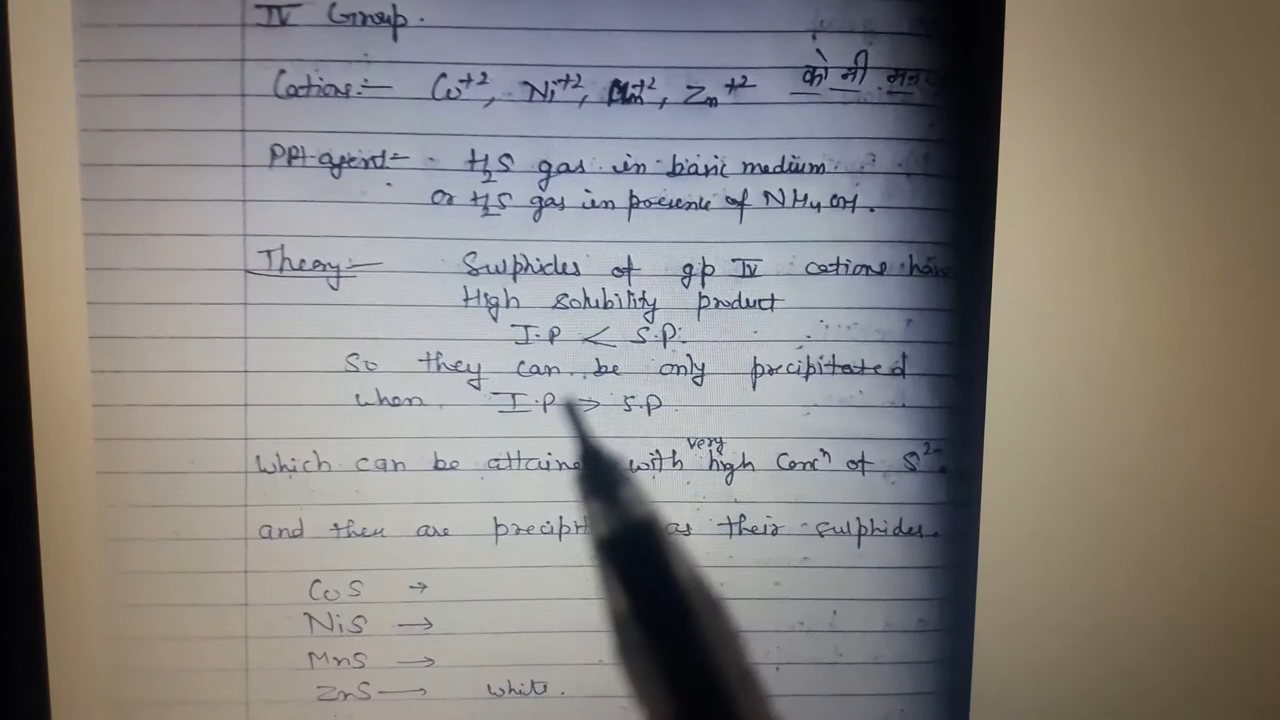 IV Group.
Cations:- Co+2, Ni+2, Mn+2, Zn+2 को नी मन
PPt agent:- H2S gas in basic medium.
or H2S gas in presence of NH4OH.
Theory:- Sulphides of gp IV cations have
High solubility product
I.P < S.P.
So they can be only precipitated
when I.P > S.P.
which can be with very high Concn of S2-
and then are as their sulphides.
CoS →
NiS →
MnS →
ZnS → white.